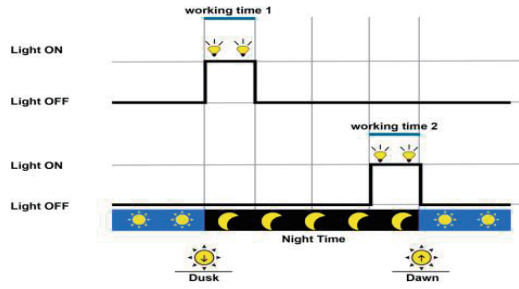 working time 1
Light ON
Light OFF
working time 2
Light ON
Light OFF
Night Time
Dusk
Dawn